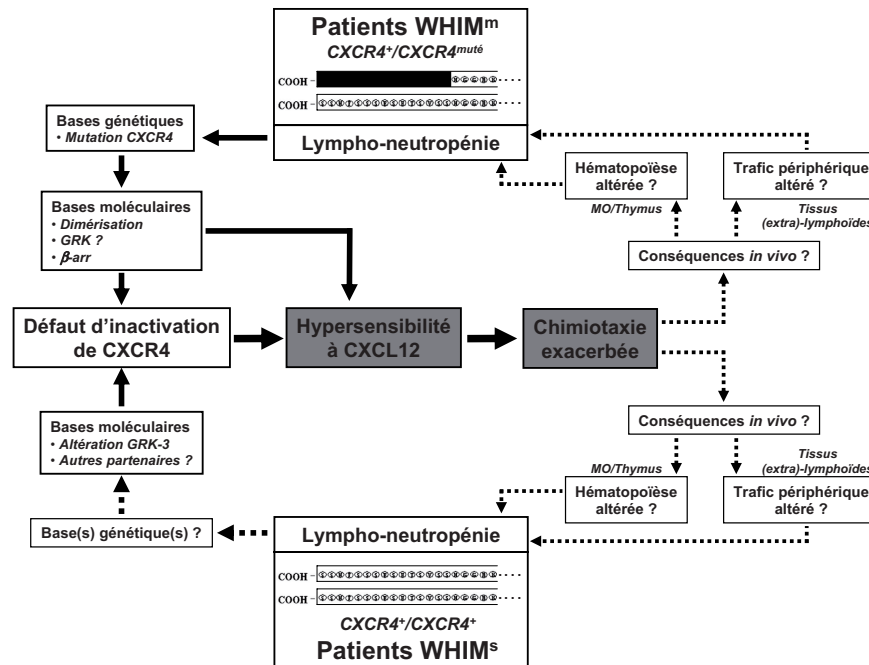 Patients WHIMm
CXCR4+/CXCR4muté
COOH
COOH
Lympho-neutropénie
Bases génétiques
• Mutation CXCR4
Hématopoïèse
altérée ?
Trafic périphérique
altéré ?
MO/Thymus
Tissus
(extra)-lymphoïdes
Bases moléculaires
• Dimérisation
• GRK ?
• β-arr
Conséquences in vivo ?
Défaut d'inactivation
de CXCR4
Hypersensibilité
à CXCL12
Chimiotaxie
exacerbée
Bases moléculaires
• Altération GRK-3
• Autres partenaires ?
Conséquences in vivo ?
MO/Thymus
Tissus
(extra)-lymphoïdes
Hématopoïèse
altérée ?
Trafic périphérique
altéré ?
Base(s) génétique(s) ?
Lympho-neutropénie
COOH
COOH
CXCR4+/CXCR4+
Patients WHIMs